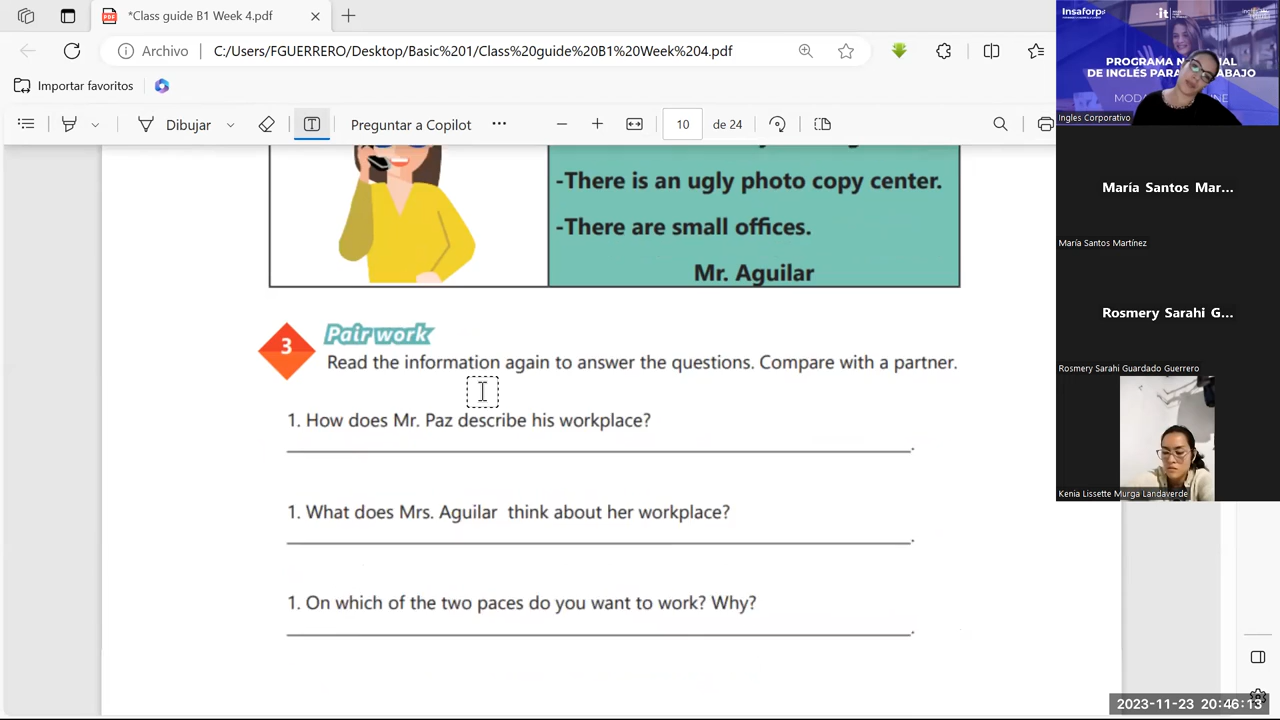 *Class guide B1 Week 4.pdf
Archivo
C:/Users/FGUERRERO/Desktop/Basic%201/Class%20guide%20B1%20Week%204.pdf
Importar favoritos
Dibujar
Preguntar a Copilot
10
de 24
-There is an ugly photo copy center.
-There are small offices.
Mr. Aguilar
3
Pair work
Read the information again to answer the questions. Compare with a partner.
1. How does Mr. Paz describe his workplace?
1. What does Mrs. Aguilar think about her workplace?
1. On which of the two paces do you want to work? Why?
Insaforp
PROGRAMA
DE INGLÉS PARA
Ingles Corporativo
María Santos Mar...
María Santos Martínez
Rosmery Sarahi G...
Rosmery Sarahi Guardado Guerrero
Kenia Lissette Murga Landaverde
2023-11-23 20:46:13